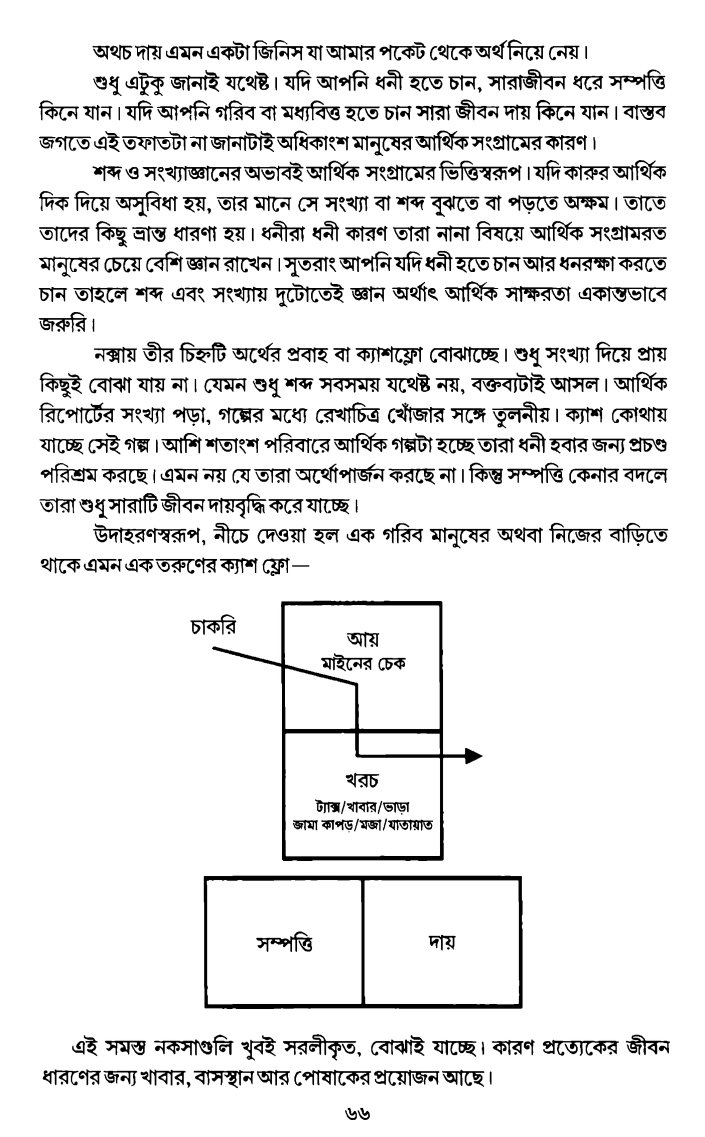 অথচ দায় এমন একটা জিনিস যা আমার পকেট থেকে অর্থ নিয়ে নেয়।
শুধু এটুকু জানাই যথেষ্ট। যদি আপনি ধনী হতে চান, সারাজীবন ধরে সম্পত্তি
কিনে যান। যদি আপনি গরিব বা মধ্যবিত্ত হতে চান সারা জীবন দায় কিনে যান। বাস্তব
জগতে এই তফাতটা না জানাটাই অধিকাংশ মানুষের আর্থিক সংগ্রামের কারণ।
শব্দ ও সংখ্যাজ্ঞানের অভাবই আর্থিক সংগ্রামের ভিত্তিস্বরূপ। যদি কারুর আর্থিক
দিক দিয়ে অসুবিধা হয়, তার মানে সে সংখ্যা বা শব্দ বুঝতে বা পড়তে অক্ষম। তাতে
তাদের কিছু ভ্রান্ত ধারণা হয়। ধনীরা ধনী কারণ তারা নানা বিষয়ে আর্থিক সংগ্রামরত
মানুষের চেয়ে বেশি জ্ঞান রাখেন। সুতরাং আপনি যদি ধনী হতে চান আর ধনরক্ষা করতে
চান তাহলে শব্দ এবং সংখ্যায় দুটোতেই জ্ঞান অর্থাৎ আর্থিক সাক্ষরতা একান্তভাবে
জরুরি।
নক্সায় তীর চিহ্নটি অর্থের প্রবাহ বা ক্যাশফ্লো বোঝাচ্ছে। শুধু সংখ্যা দিয়ে প্রায়
কিছুই বোঝা যায় না। যেমন শুধু শব্দ সবসময় যথেষ্ট নয়, বক্তব্যটাই আসল। আর্থিক
রিপোর্টের সংখ্যা পড়া, গল্পের মধ্যে রেখাচিত্র খোঁজার সঙ্গে তুলনীয়। ক্যাশ কোথায়
যাচ্ছে সেই গল্প। আশি শতাংশ পরিবারে আর্থিক গল্পটা হচ্ছে তারা ধনী হবার জন্য প্রচণ্ড
পরিশ্রম করছে। এমন নয় যে তারা অর্থোপার্জন করছে না। কিন্তু সম্পত্তি কেনার বদলে
তারা শুধু সারাটি জীবন দায়বৃদ্ধি করে যাচ্ছে।
উদাহরণস্বরূপ, নীচে দেওয়া হল এক গরিব মানুষের অথবা নিজের বাড়িতে
থাকে এমন এক তরুণের ক্যাশ ফ্লো—
চাকরি
আয়
মাইনের চেক
খরচ
ট্যাক্স/খাবার/ভাড়া
জামা কাপড়/মজা/যাতায়াত
সম্পত্তি
দায়
এই সমস্ত নকসাগুলি খুবই সরলীকৃত, বোঝাই যাচ্ছে। কারণ প্রত্যেকের জীবন
ধারণের জন্য খাবার, বাসস্থান আর পোষাকের প্রয়োজন আছে।
৬৬